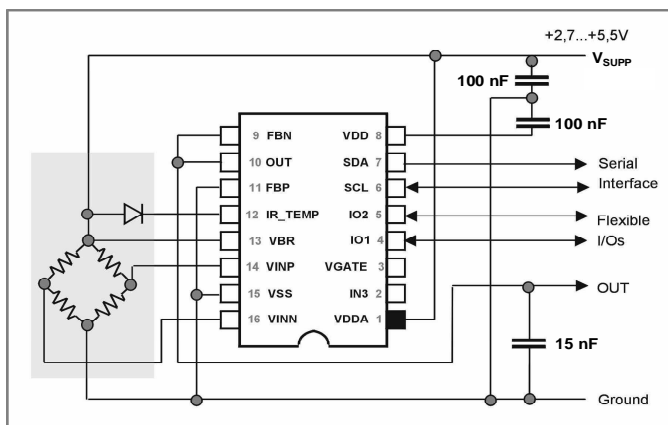 +2,7...+5,5V
VSUPP
100 nF
100 nF
9 FBN VDD 8
10 OUT SDA 7
Serial
11 FBP SCL 6
Interface
12 IR_TEMP IO2 5
Flexible
13 VBR IO1 4
I/Os
14 VINP VGATE 3
15 VSS IN3 2
OUT
16 VINN VDDA 1
15 nF
Ground